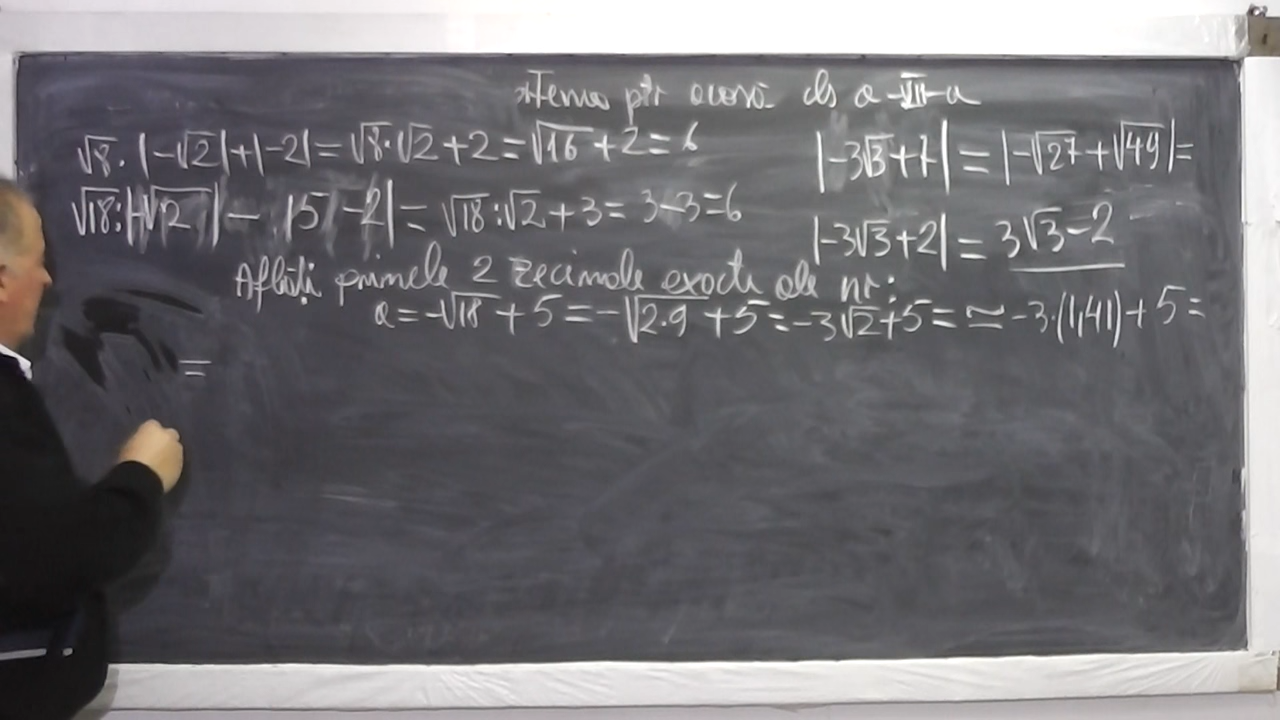 Tema ptr acasă cls a-VII-a
√8·|-√2|+|-2|=√8·√2+2=√16+2=6
√18:|-√2|- |5 -2|=√18:√2+3=3-3=6
|-3√3+7|=|-√27+√49|=
|-3√3+2|=3√3-2
Aflați primele 2 zecimale exacte ale nr:
a=-√18+5=-√2·9+5=-3√2+5=≃-3·(1,41)+5=
=